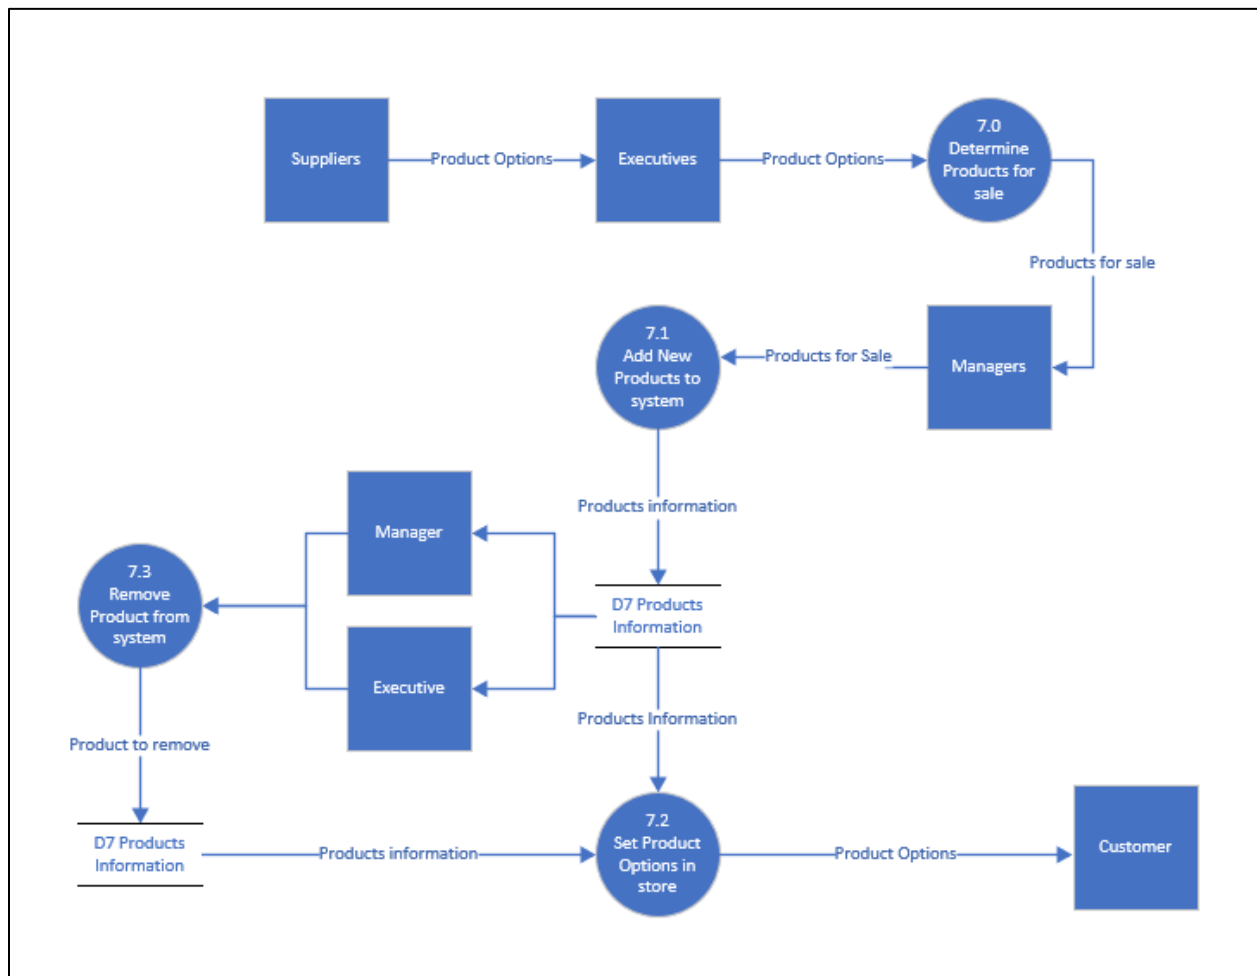 Suppliers
Product Options
Executives
Product Options
7.0
Determine
Products for
sale
Products for sale
7.1
Add New
Products to
system
Products for Sale
Managers
Products information
Manager
7.3
Remove
Product from
system
D7 Products
Information
Executive
Products Information
Product to remove
D7 Products
Information
Products information
7.2
Set Product
Options in
store
Product Options
Customer